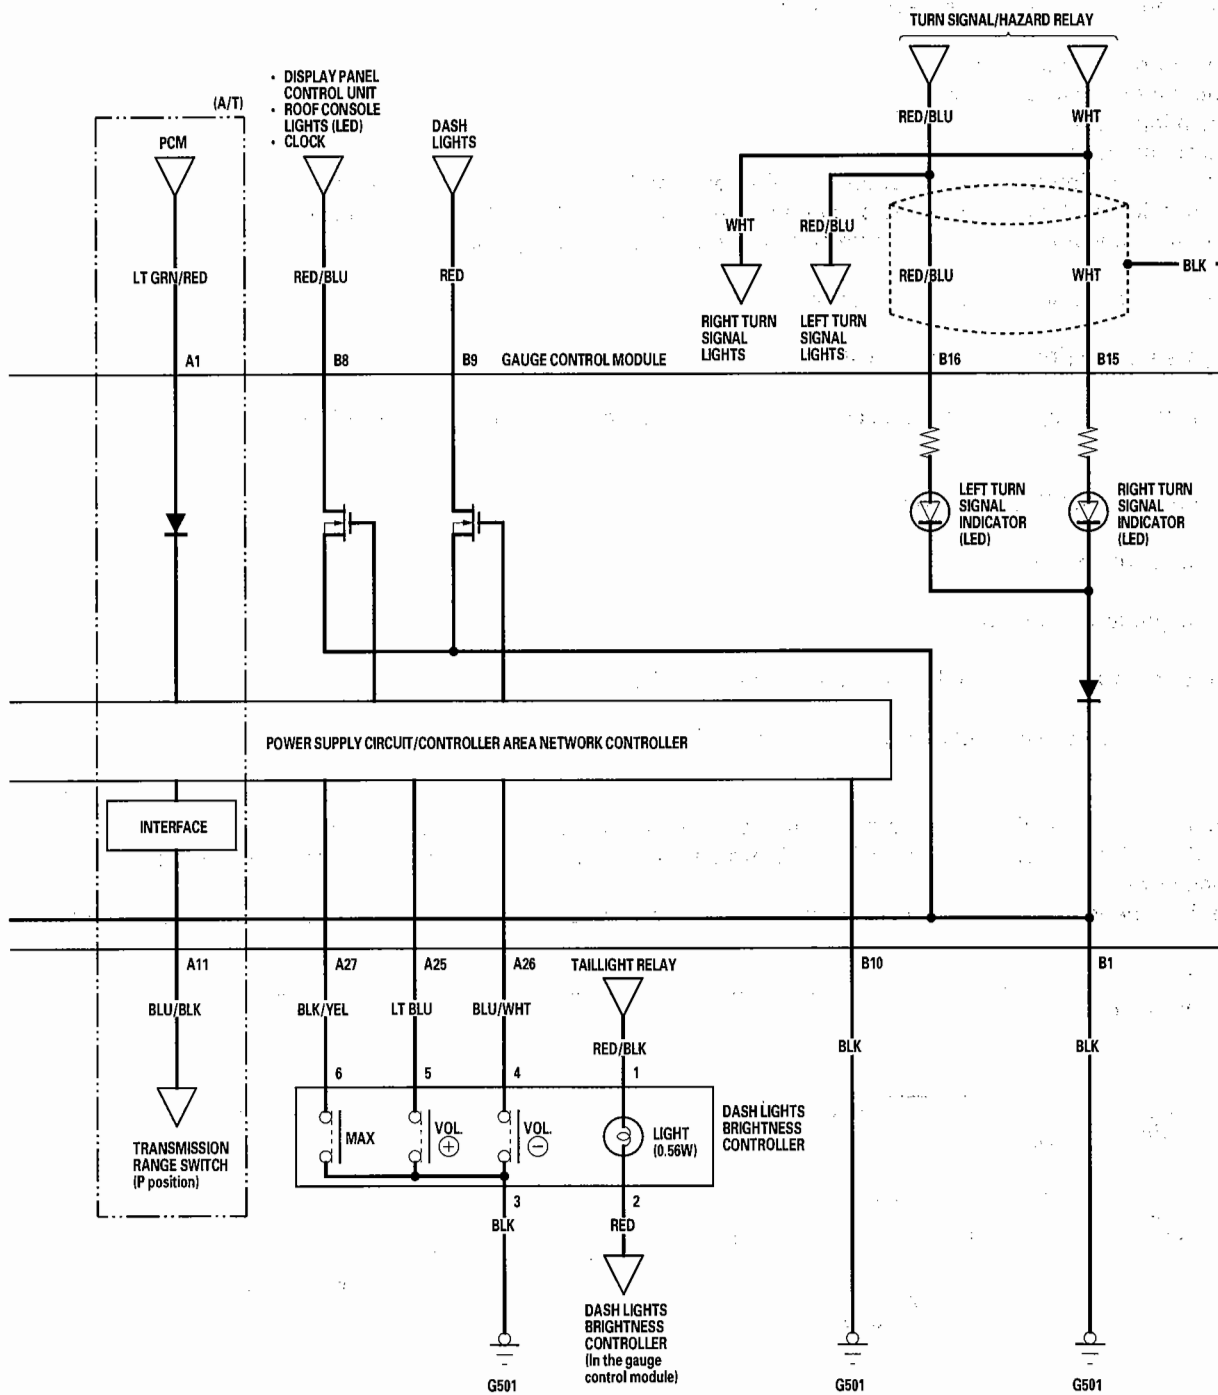 TURN SIGNAL/HAZARD RELAY
• DISPLAY PANEL
CONTROL UNIT
• ROOF CONSOLE
LIGHTS (LED)
• CLOCK
(A/T)
PCM
DASH
LIGHTS
RED/BLU
WHT
WHT
RED/BLU
LT GRN/RED
RED/BLU
RED
RED/BLU
WHT
BLK
RIGHT TURN
SIGNAL
LIGHTS
LEFT TURN
SIGNAL
LIGHTS
A1
B8
B9
GAUGE CONTROL MODULE
B16
B15
LEFT TURN
SIGNAL
INDICATOR
(LED)
RIGHT TURN
SIGNAL
INDICATOR
(LED)
POWER SUPPLY CIRCUIT/CONTROLLER AREA NETWORK CONTROLLER
INTERFACE
A11
A27
A25
A26
TAILLIGHT RELAY
B10
B1
BLU/BLK
BLK/YEL
LT BLU
BLU/WHT
RED/BLK
BLK
BLK
6
5
4
1
MAX
VOL.
+
VOL.
−
LIGHT
(0.56W)
DASH LIGHTS
BRIGHTNESS
CONTROLLER
TRANSMISSION
RANGE SWITCH
(P position)
3
2
BLK
RED
DASH LIGHTS
BRIGHTNESS
CONTROLLER
(In the gauge
control module)
G501
G501
G501